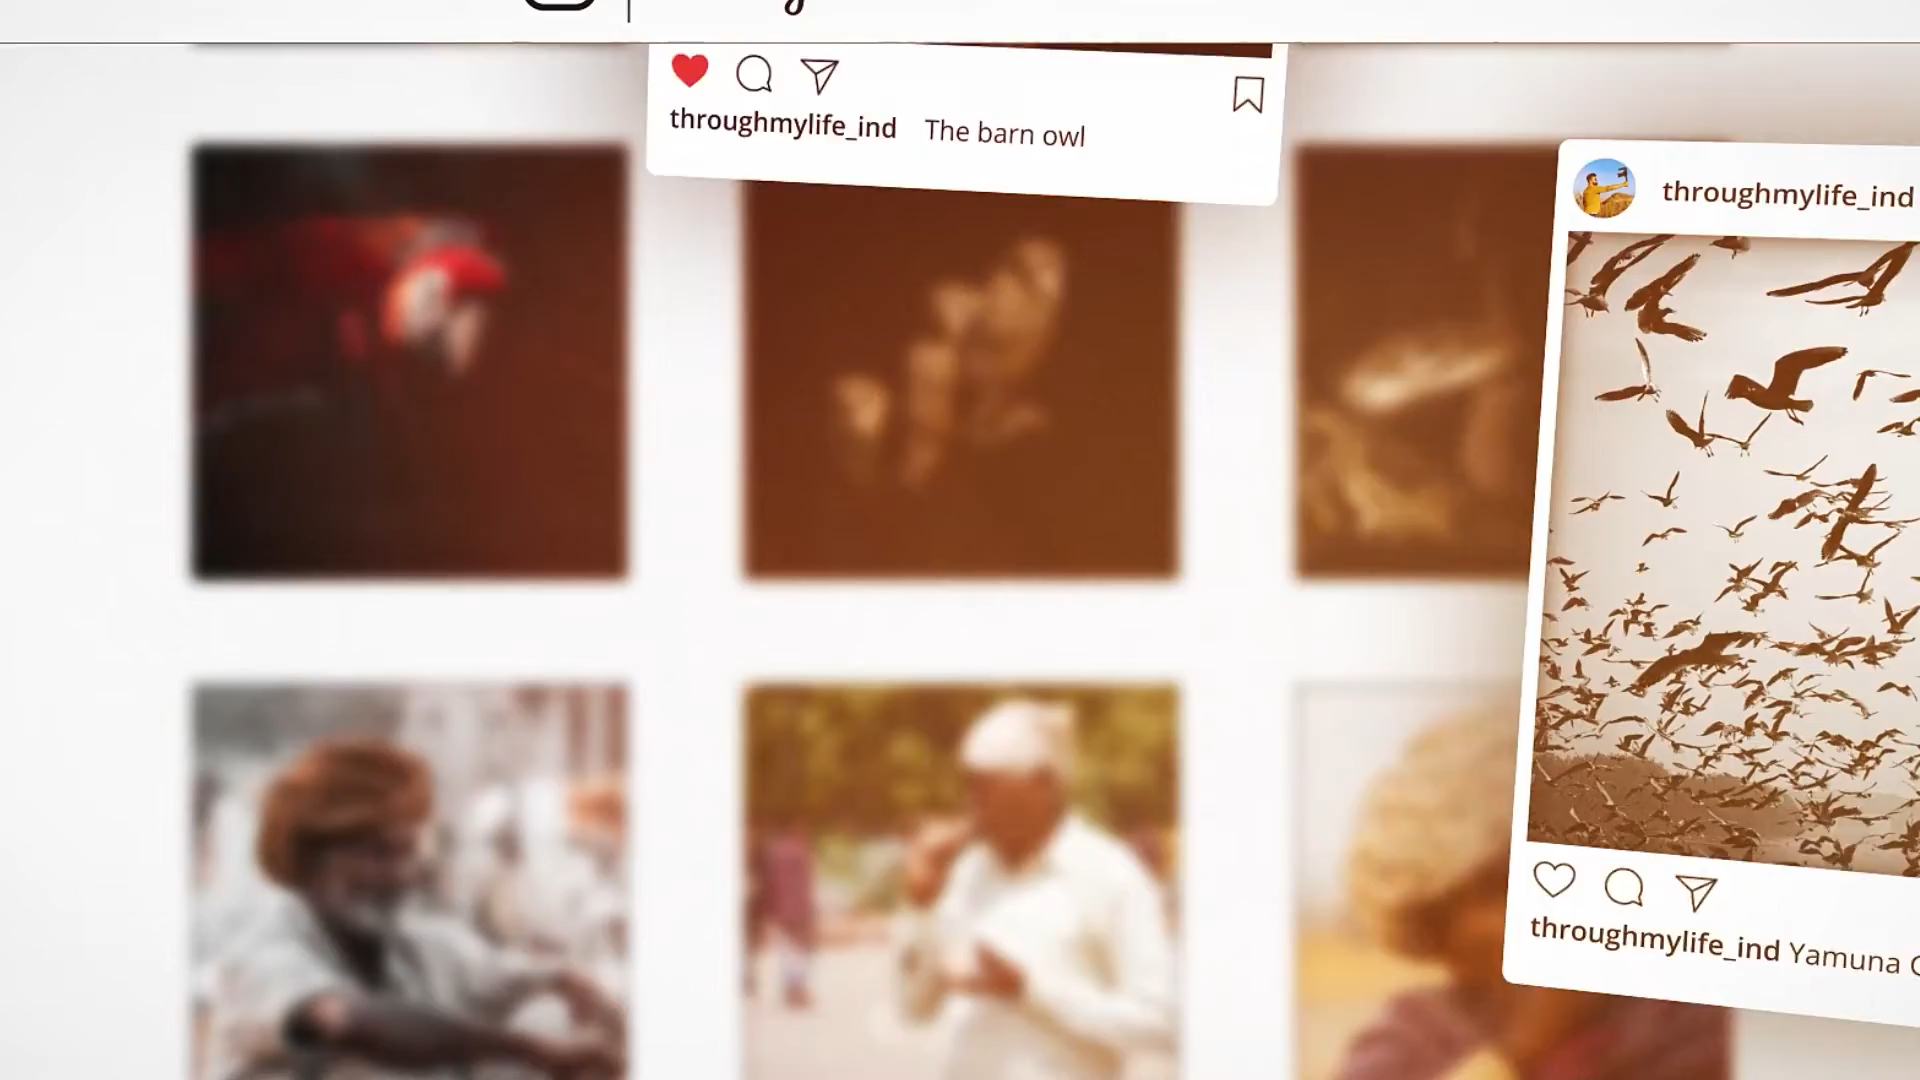 throughmylife_ind The barn owl
throughmylife_ind
throughmylife_ind Yamuna